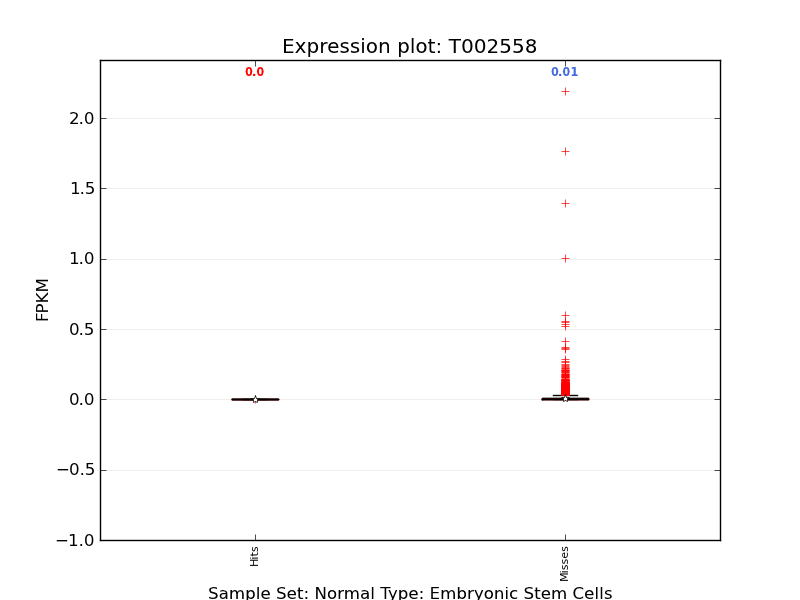 Expression plot: T002558
0.0
0.01
2.0
1.5
1.0
0.5
0.0
−0.5
−1.0
FPKM
Hits
Misses
Sample Set: Normal Type: Embryonic Stem Cells